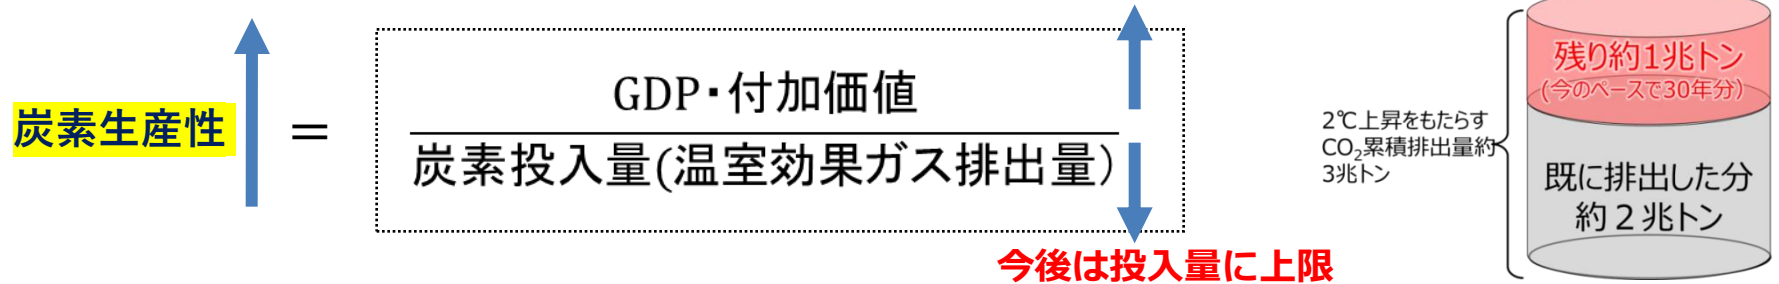 炭素生産性
=
GDP・付加価値
炭素投入量(温室効果ガス排出量)
今後は投入量に上限
2℃上昇をもたらす
CO₂累積排出量約
3兆トン
残り約1兆トン
(今のペースで30年分)
既に排出した分
約2兆トン